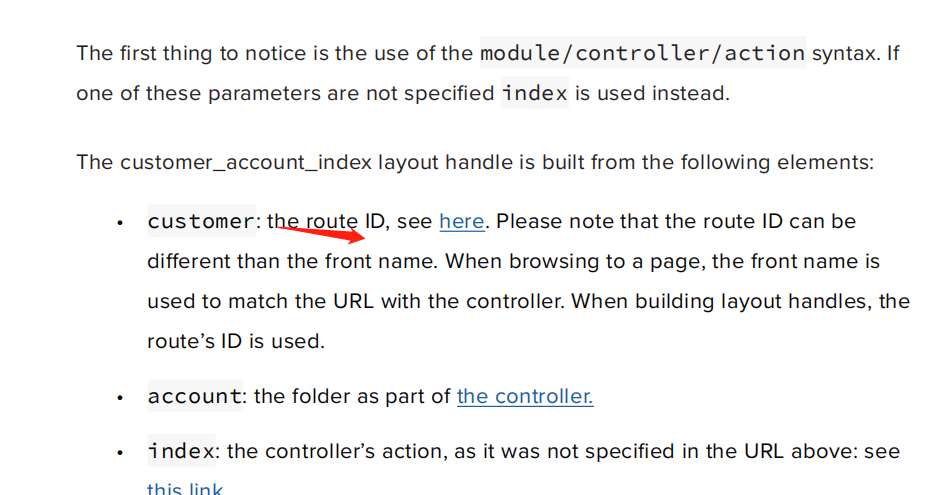 The first thing to notice is the use of the module/controller/action syntax. If
one of these parameters are not specified index is used instead.
The customer_account_index layout handle is built from the following elements:
• customer: the route ID, see here. Please note that the route ID can be
different than the front name. When browsing to a page, the front name is
used to match the URL with the controller. When building layout handles, the
route’s ID is used.
• account: the folder as part of the controller.
• index: the controller’s action, as it was not specified in the URL above: see
this link